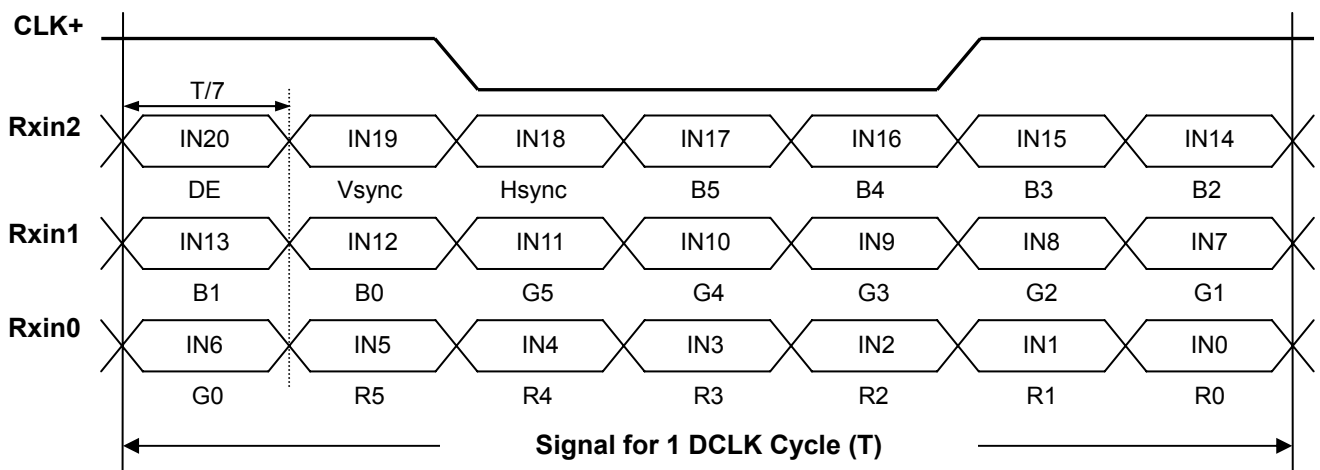 CLK+
T/7
Rxin2 IN20 IN19 IN18 IN17 IN16 IN15 IN14
DE Vsync Hsync B5 B4 B3 B2
Rxin1 IN13 IN12 IN11 IN10 IN9 IN8 IN7
B1 B0 G5 G4 G3 G2 G1
Rxin0 IN6 IN5 IN4 IN3 IN2 IN1 IN0
G0 R5 R4 R3 R2 R1 R0
Signal for 1 DCLK Cycle (T)